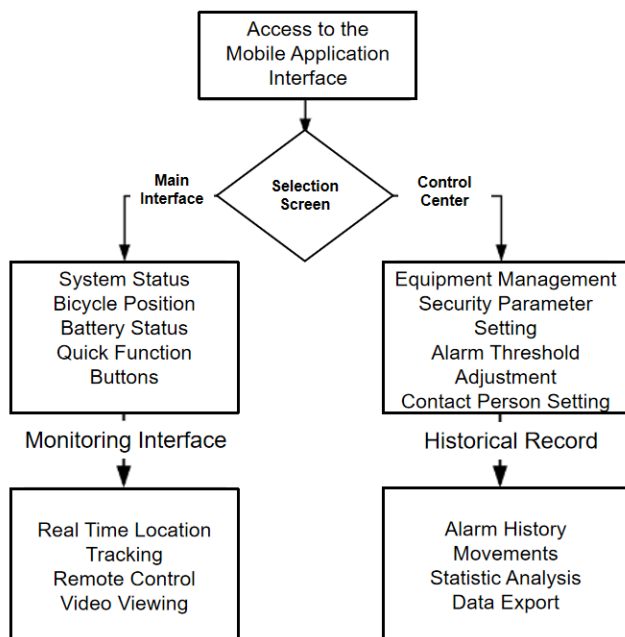 Access to the
Mobile Application
Interface
Main
Interface
Selection
Screen
Control
Center
System Status
Bicycle Position
Battery Status
Quick Function
Buttons
Equipment Management
Security Parameter
Setting
Alarm Threshold
Adjustment
Contact Person Setting
Monitoring Interface
Historical Record
Real Time Location
Tracking
Remote Control
Video Viewing
Alarm History
Movements
Statistic Analysis
Data Export